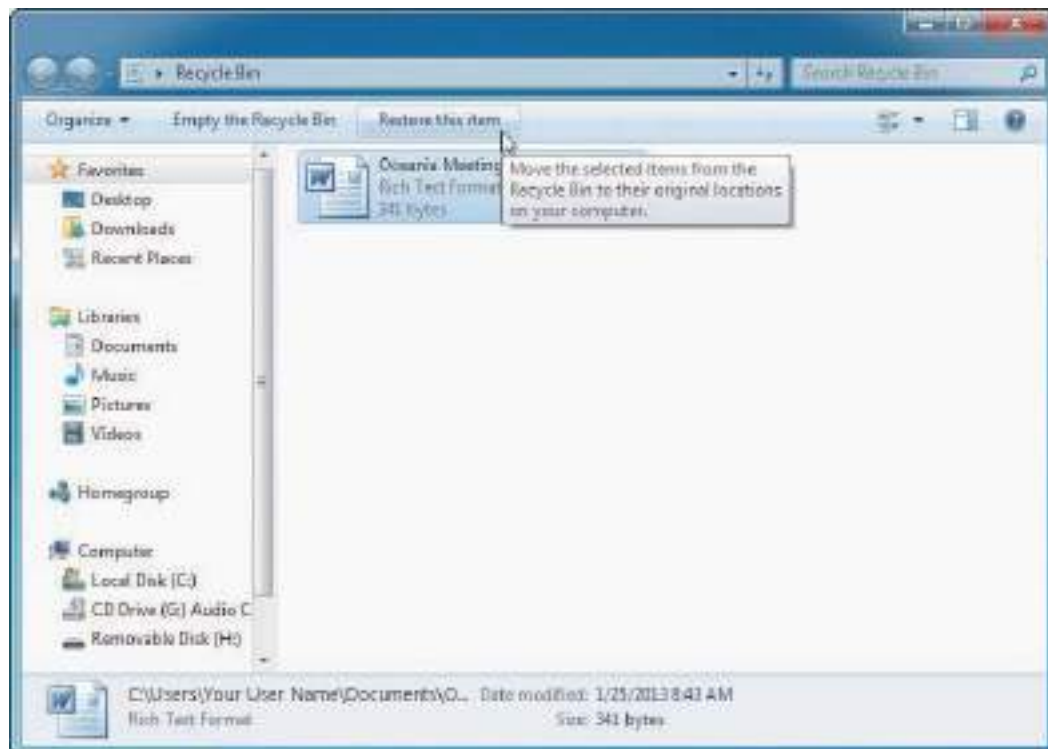 Recycle Bin
Search Recycle Bin
Organize
Empty the Recycle Bin
Restore this item
Favorites
Desktop
Downloads
Recent Places
Libraries
Documents
Music
Pictures
Videos
Homegroup
Computer
Local Disk (C:)
CD Drive (G:) Audio C
Removable Disk (H:)
Oceania Meeting
Rich Text Format
341 bytes
Move the selected items from the
Recycle Bin to their original locations
on your computer.
C:\Users\Your User Name\Documents\O... Date modified: 1/25/2013 8:43 AM
Rich Text Format Size: 341 bytes